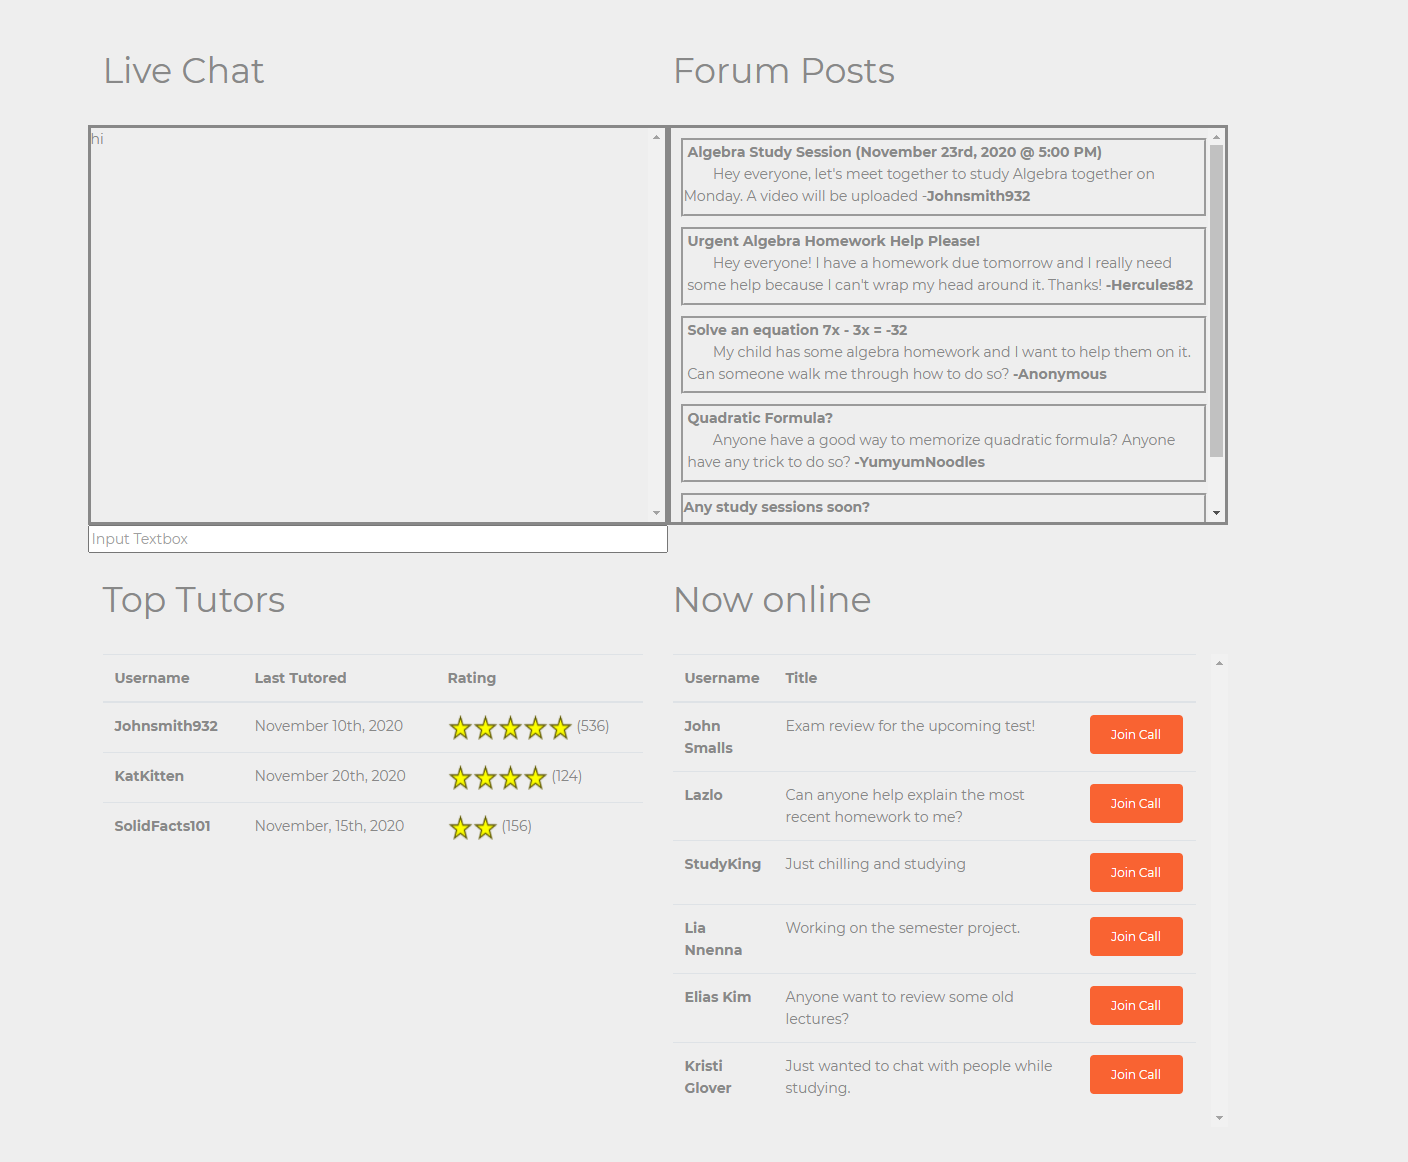 Live Chat
hi
Input Textbox
Forum Posts
Algebra Study Session (November 23rd, 2020 @ 5:00 PM)
Hey everyone, let's meet together to study Algebra together on
Monday. A video will be uploaded -Johnsmith932
Urgent Algebra Homework Help Please!
Hey everyone! I have a homework due tomorrow and I really need
some help because I can't wrap my head around it. Thanks! -Hercules82
Solve an equation 7x - 3x = -32
My child has some algebra homework and I want to help them on it.
Can someone walk me through how to do so? -Anonymous
Quadratic Formula?
Anyone have a good way to memorize quadratic formula? Anyone
have any trick to do so? -YumyumNoodles
Any study sessions soon?
Top Tutors
Username Last Tutored Rating
Johnsmith932 November 10th, 2020 (536)
KatKitten November 20th, 2020 (124)
SolidFacts101 November, 15th, 2020 (156)
Now online
Username Title
John Smalls Exam review for the upcoming test! Join Call
Lazlo Can anyone help explain the most
recent homework to me? Join Call
StudyKing Just chilling and studying Join Call
Lia Nnenna Working on the semester project. Join Call
Elias Kim Anyone want to review some old
lectures? Join Call
Kristi Glover Just wanted to chat with people while
studying. Join Call